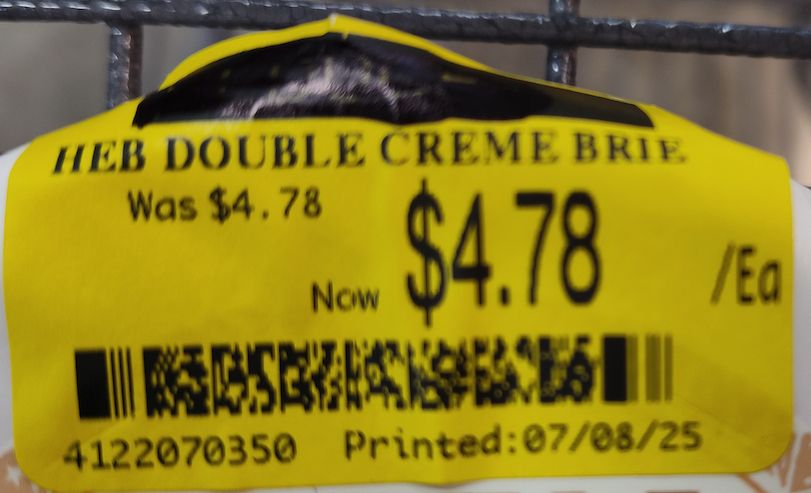 HEB DOUBLE CREME BRIE
Was $4.78
Now $4.78 /Ea
4122070350 Printed:07/08/25